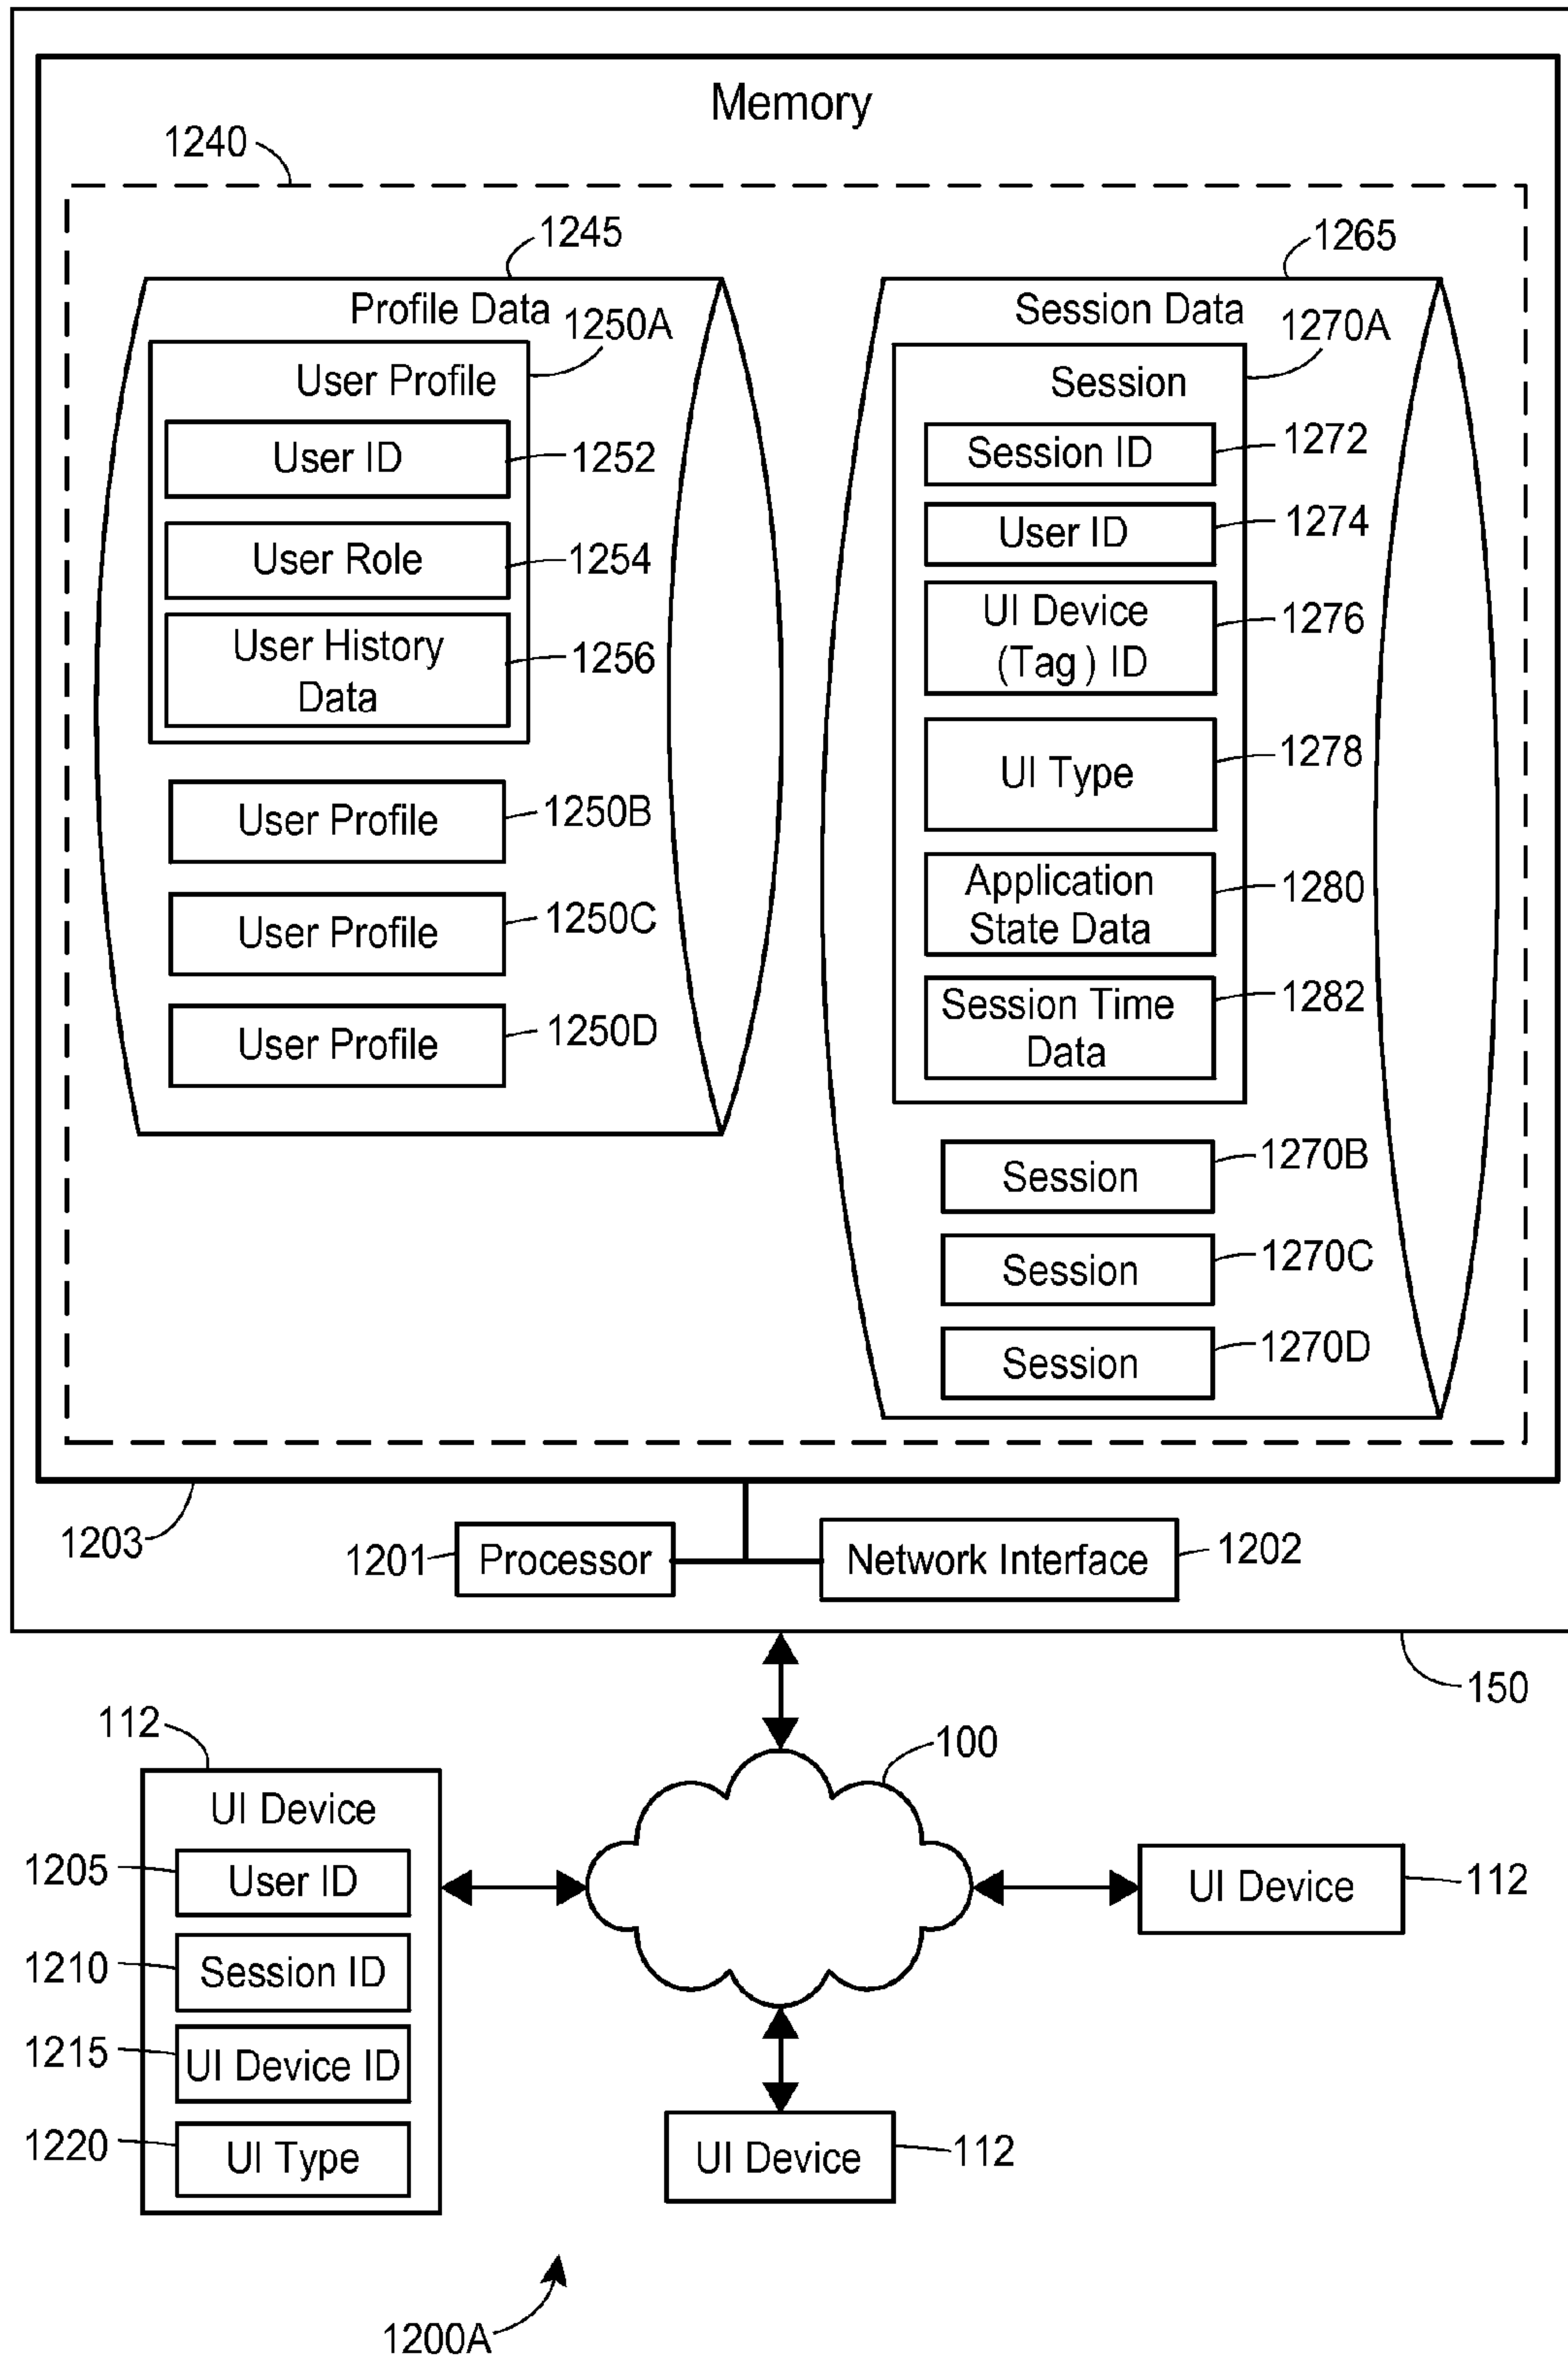 Memory
1240
1245
1265
Profile Data
1250A
Session Data
1270A
User Profile
Session
User ID
1252
Session ID
1272
User Role
1254
User ID
1274
User History
Data
1256
UI Device
(Tag) ID
1276
UI Type
1278
User Profile
1250B
Application
State Data
1280
User Profile
1250C
Session Time
Data
1282
User Profile
1250D
Session
1270B
Session
1270C
Session
1270D
1203
1201
Processor
Network Interface
1202
150
112
100
UI Device
1205
User ID
UI Device
112
1210
Session ID
1215
UI Device ID
1220
UI Type
UI Device
112
1200A